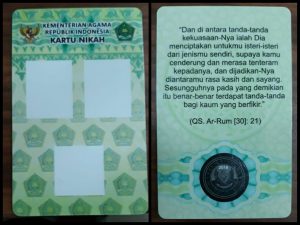 KEMENTERIAN AGAMA
REPUBLIK INDONESIA
KARTU NIKAH
"Dan di antara tanda-tanda
kekuasaan-Nya ialah Dia
menciptakan untukmu isteri-isteri
dari jenismu sendiri, supaya kamu
cenderung dan merasa tenteram
kepadanya, dan dijadikan-Nya
diantaramu rasa kasih dan sayang.
Sesungguhnya pada yang demikian
itu benar-benar terdapat tanda-tanda
bagi kaum yang berfikir."
(QS. Ar-Rum [30]: 21)